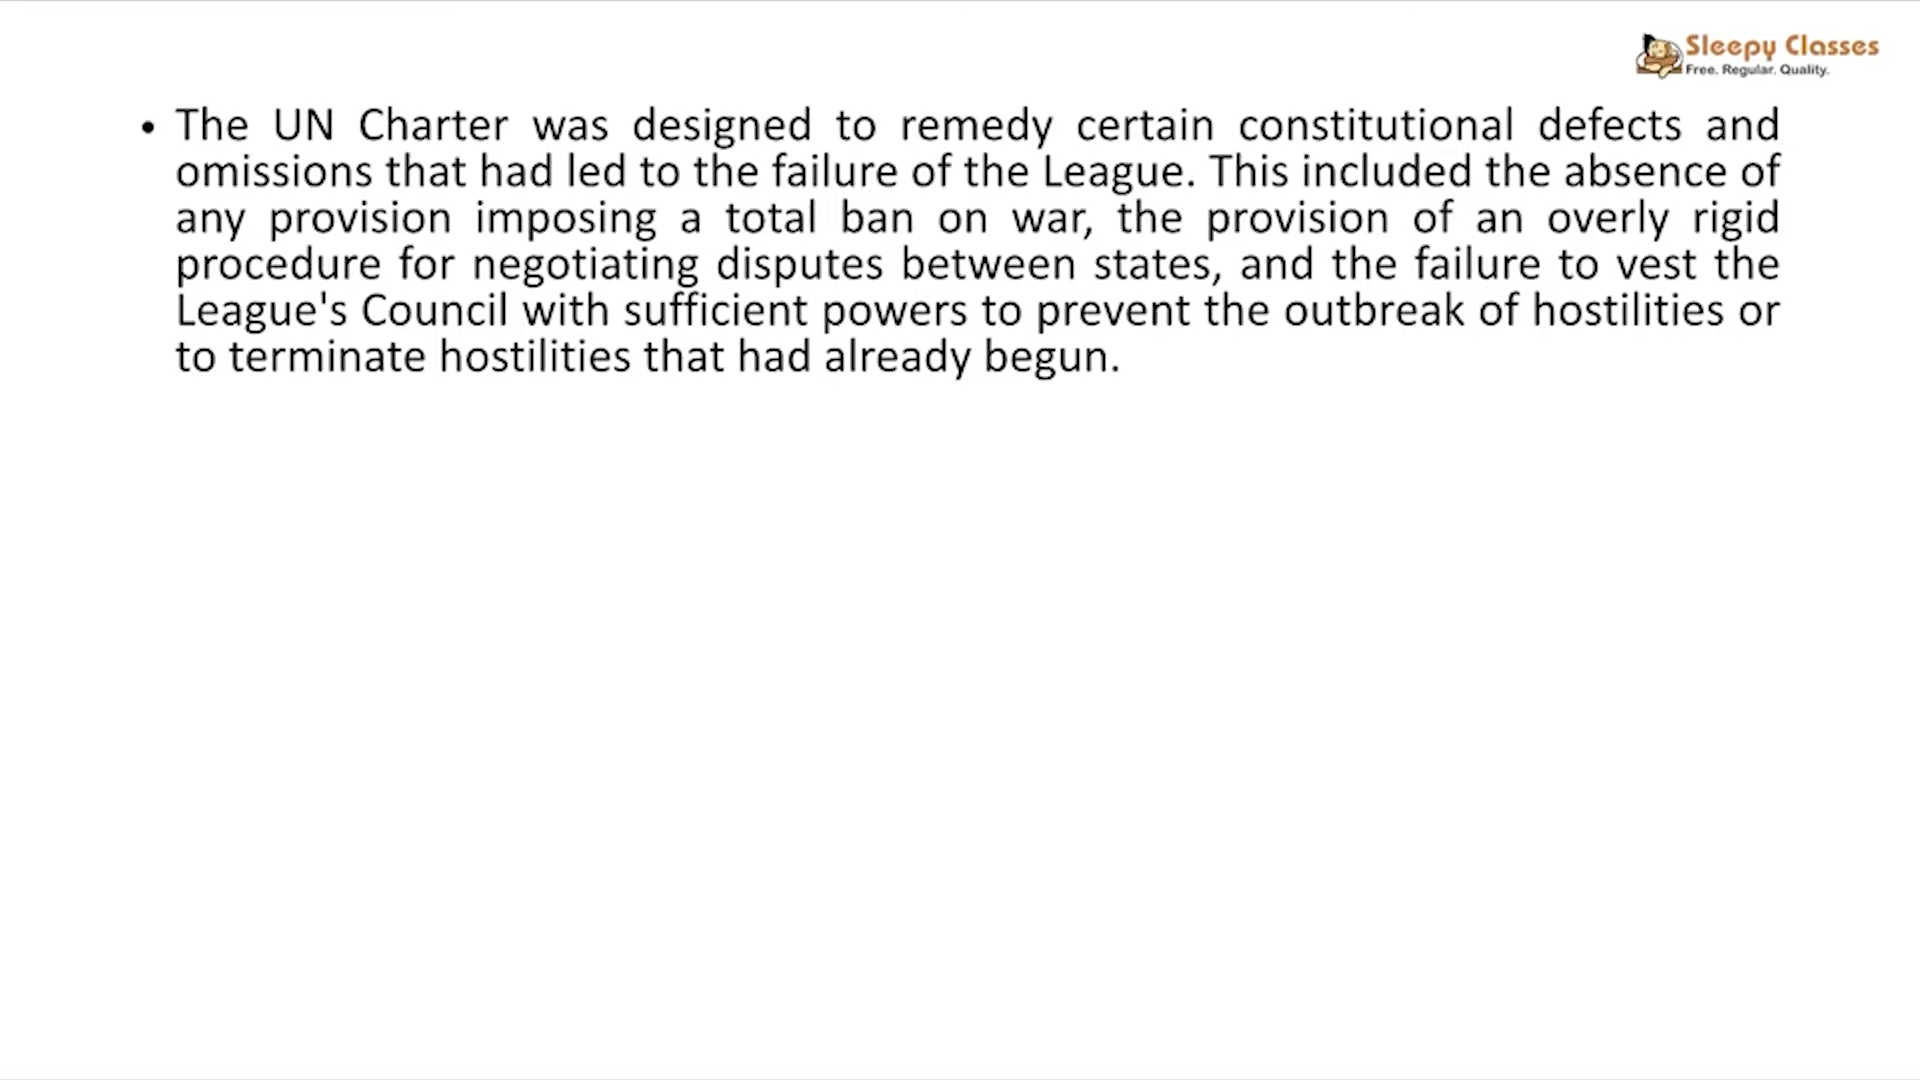 Sleepy Classes
Free. Regular. Quality.
• The UN Charter was designed to remedy certain constitutional defects and
omissions that had led to the failure of the League. This included the absence of
any provision imposing a total ban on war, the provision of an overly rigid
procedure for negotiating disputes between states, and the failure to vest the
League's Council with sufficient powers to prevent the outbreak of hostilities or
to terminate hostilities that had already begun.